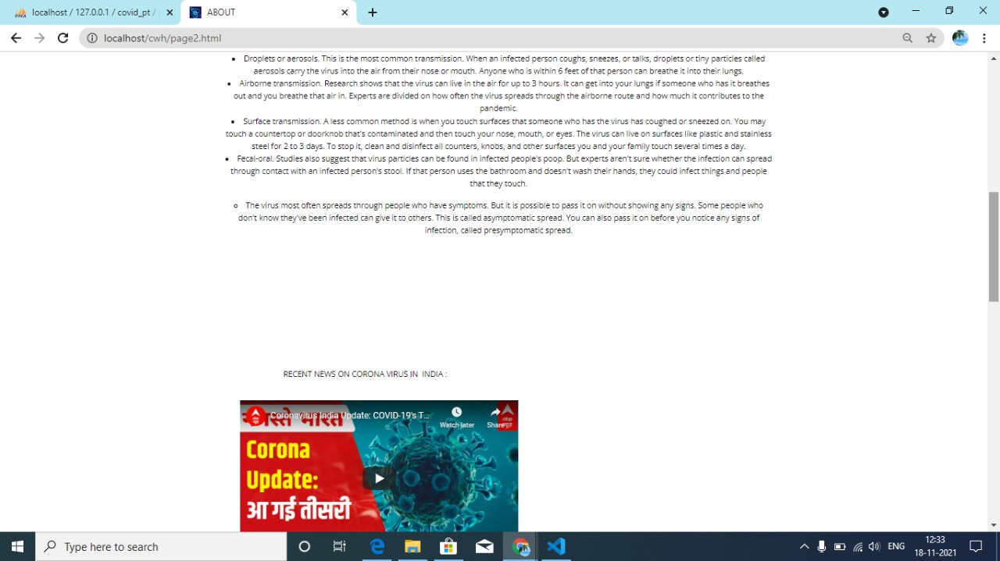 localhost / 127.0.0.1 / covid_pt /
ABOUT
localhost/cwh/page2.html
Droplets or aerosols. This is the most common transmission. When an infected person coughs, sneezes, or talks, droplets or tiny particles called
aerosols carry the virus into the air from their nose or mouth. Anyone who is within 6 feet of that person can breathe it into their lungs.
Airborne transmission. Research shows that the virus can live in the air for up to 3 hours. It can get into your lungs if someone who has it breathes
out and you breathe that air in. Experts are divided on how often the virus spreads through the airborne route and how much it contributes to the
pandemic.
Surface transmission. A less common method is when you touch surfaces that someone who has the virus has coughed or sneezed on. You may
touch a countertop or doorknob that's contaminated and then touch your nose, mouth, or eyes. The virus can live on surfaces like plastic and stainless
steel for 2 to 3 days. To stop it, clean and disinfect all counters, knobs, and other surfaces you and your family touch several times a day.
Fecal-oral. Studies also suggest that virus particles can be found in infected people's poop. But experts aren't sure whether the infection can spread
through contact with an infected person's stool. If that person uses the bathroom and doesn't wash their hands, they could infect things and people
that they touch.
The virus most often spreads through people who have symptoms. But it is possible to pass it on without showing any signs. Some people who
don't know they've been infected can give it to others. This is called asymptomatic spread. You can also pass it on before you notice any signs of
infection, called presymptomatic spread.
RECENT NEWS ON CORONA VIRUS IN INDIA :
Coronavirus India Update: COVID-19's T...
Watch later
Share
Corona
Update:
आ गई तीसरी
Type here to search
ENG
12:33
18-11-2021